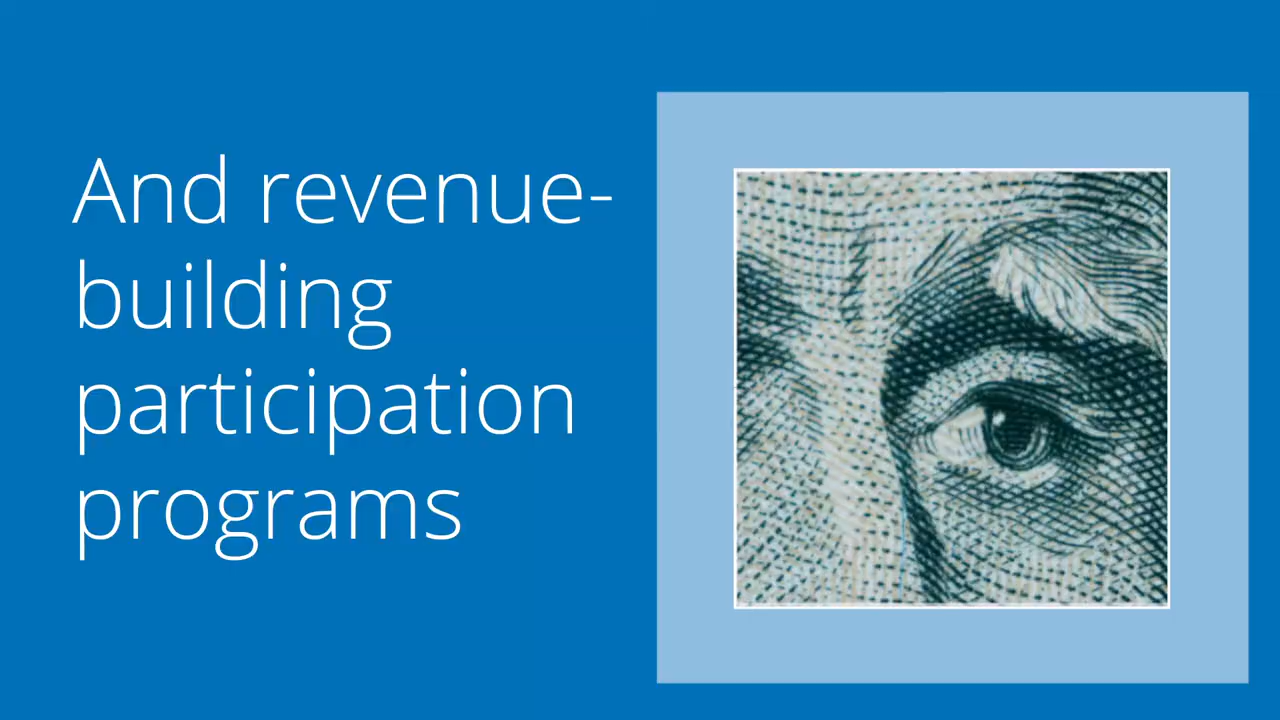 And revenue-
building
participation
programs